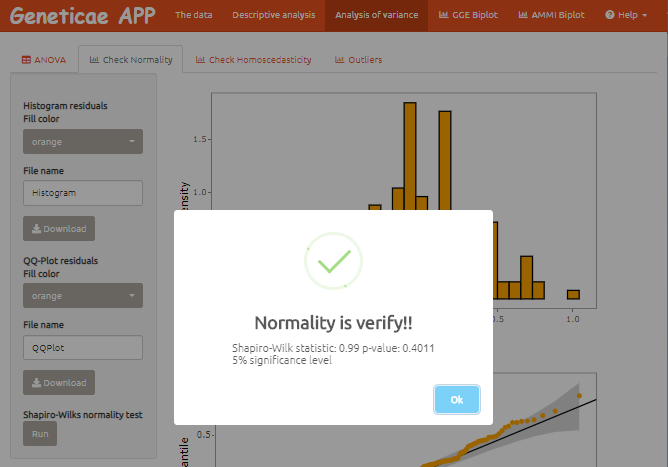 Geneticae APP
The data
Descriptive analysis
Analysis of variance
GGE Biplot
AMMI Biplot
Help
ANOVA
Check Normality
Check Homoscedasticity
Outliers
Histogram residuals
Fill color
orange
File name
Histogram
Download
QQ-Plot residuals
Fill color
orange
File name
QQPlot
Download
Shapiro-Wilks normality test
Run
1.5
1.0
Normality is verify!!
Shapiro-Wilk statistic: 0.99 p-value: 0.4011
5% significance level
Ok
1.0
0.5